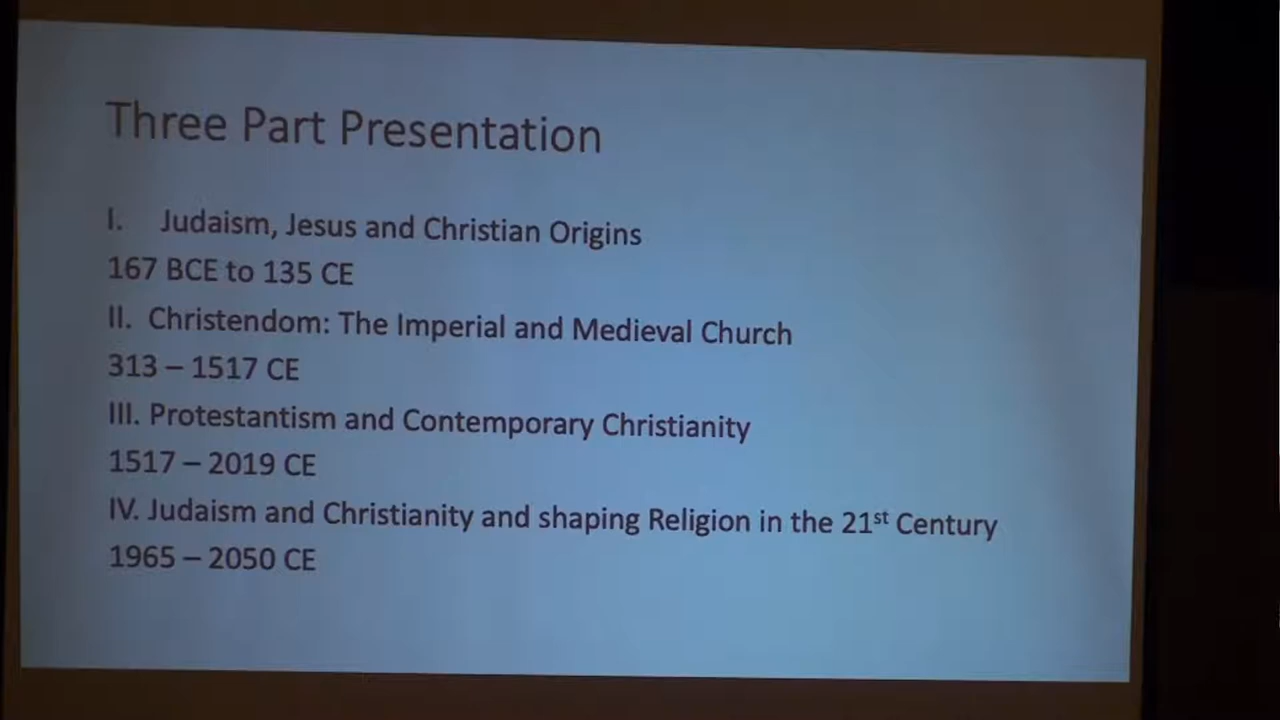 Three Part Presentation
I. Judaism, Jesus and Christian Origins
167 BCE to 135 CE
II. Christendom: The Imperial and Medieval Church
313 – 1517 CE
III. Protestantism and Contemporary Christianity
1517 – 2019 CE
IV. Judaism and Christianity and shaping Religion in the 21st Century
1965 – 2050 CE